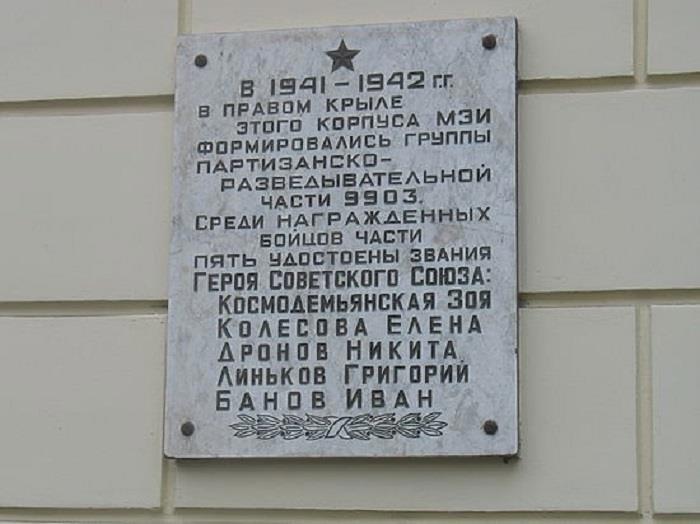 В 1941 – 1942 г.г.
в правом крыле
этого корпуса МЭИ
формировались группы
партизанско-
разведывательной
части 9903.
Среди награжденных
бойцов части
пять удостоены звания
Героя Советского Союза:
Космодемьянская Зоя
Колесова Елена
Дронов Никита
Линьков Григорий
Банов Иван